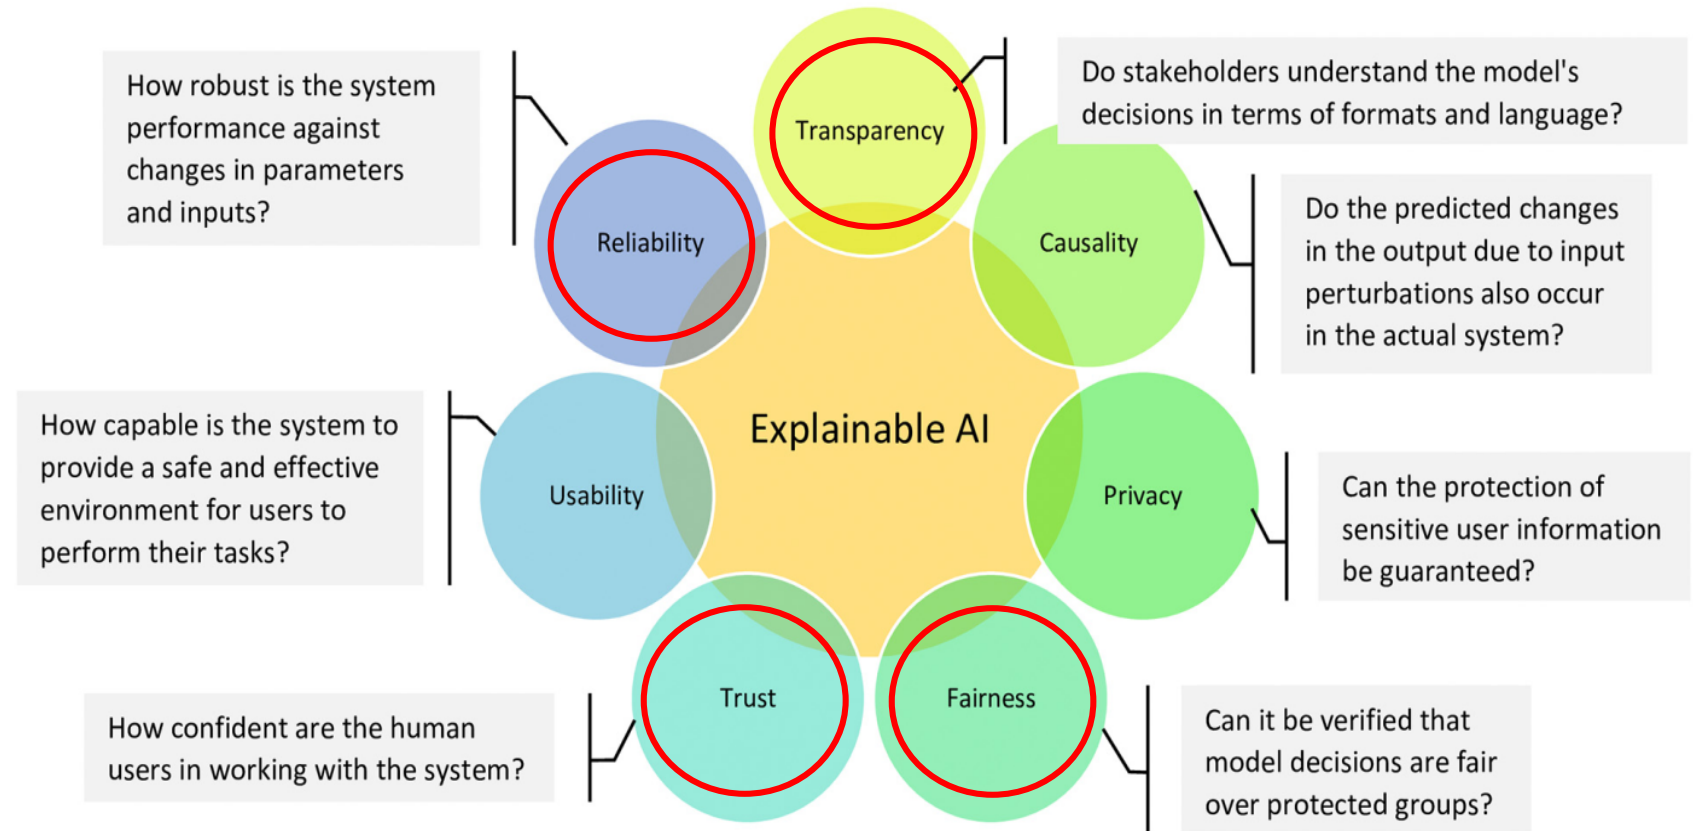 How robust is the system
performance against
changes in parameters
and inputs?
Transparency
Do stakeholders understand the model's
decisions in terms of formats and language?
Reliability
Causality
Do the predicted changes
in the output due to input
perturbations also occur
in the actual system?
How capable is the system to
provide a safe and effective
environment for users to
perform their tasks?
Explainable AI
Usability
Privacy
Can the protection of
sensitive user information
be guaranteed?
How confident are the human
users in working with the system?
Trust
Fairness
Can it be verified that
model decisions are fair
over protected groups?